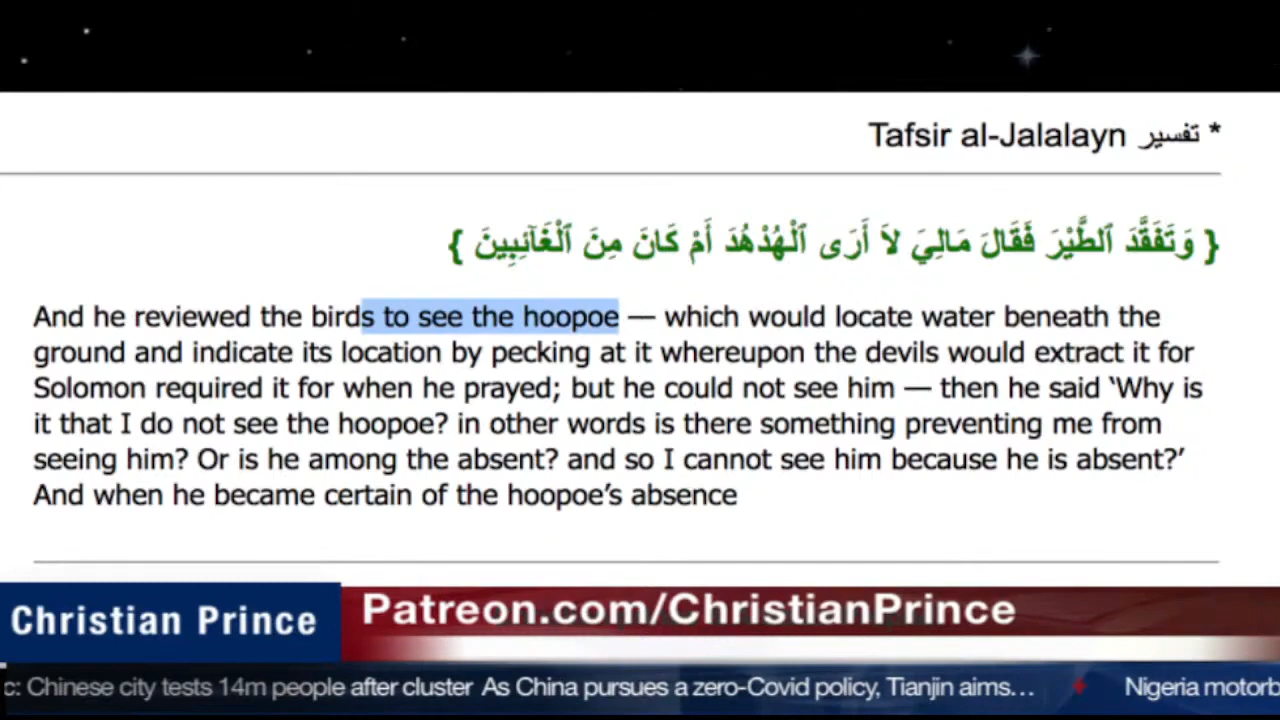 * تفسير Tafsir al-Jalalayn
{ وَتَفَقَّدَ ٱلطَّيْرَ فَقَالَ مَالِيَ لاَ أَرَى ٱلْهُدْهُدَ أَمْ كَانَ مِنَ ٱلْغَآئِبِينَ }
And he reviewed the birds to see the hoopoe — which would locate water beneath the
ground and indicate its location by pecking at it whereupon the devils would extract it for
Solomon required it for when he prayed; but he could not see him — then he said ‘Why is
it that I do not see the hoopoe? in other words is there something preventing me from
seeing him? Or is he among the absent? and so I cannot see him because he is absent?’
And when he became certain of the hoopoe’s absence
Christian Prince
Patreon.com/ChristianPrince
c: Chinese city tests 14m people after cluster As China pursues a zero-Covid policy, Tianjin aims... Nigeria motorb